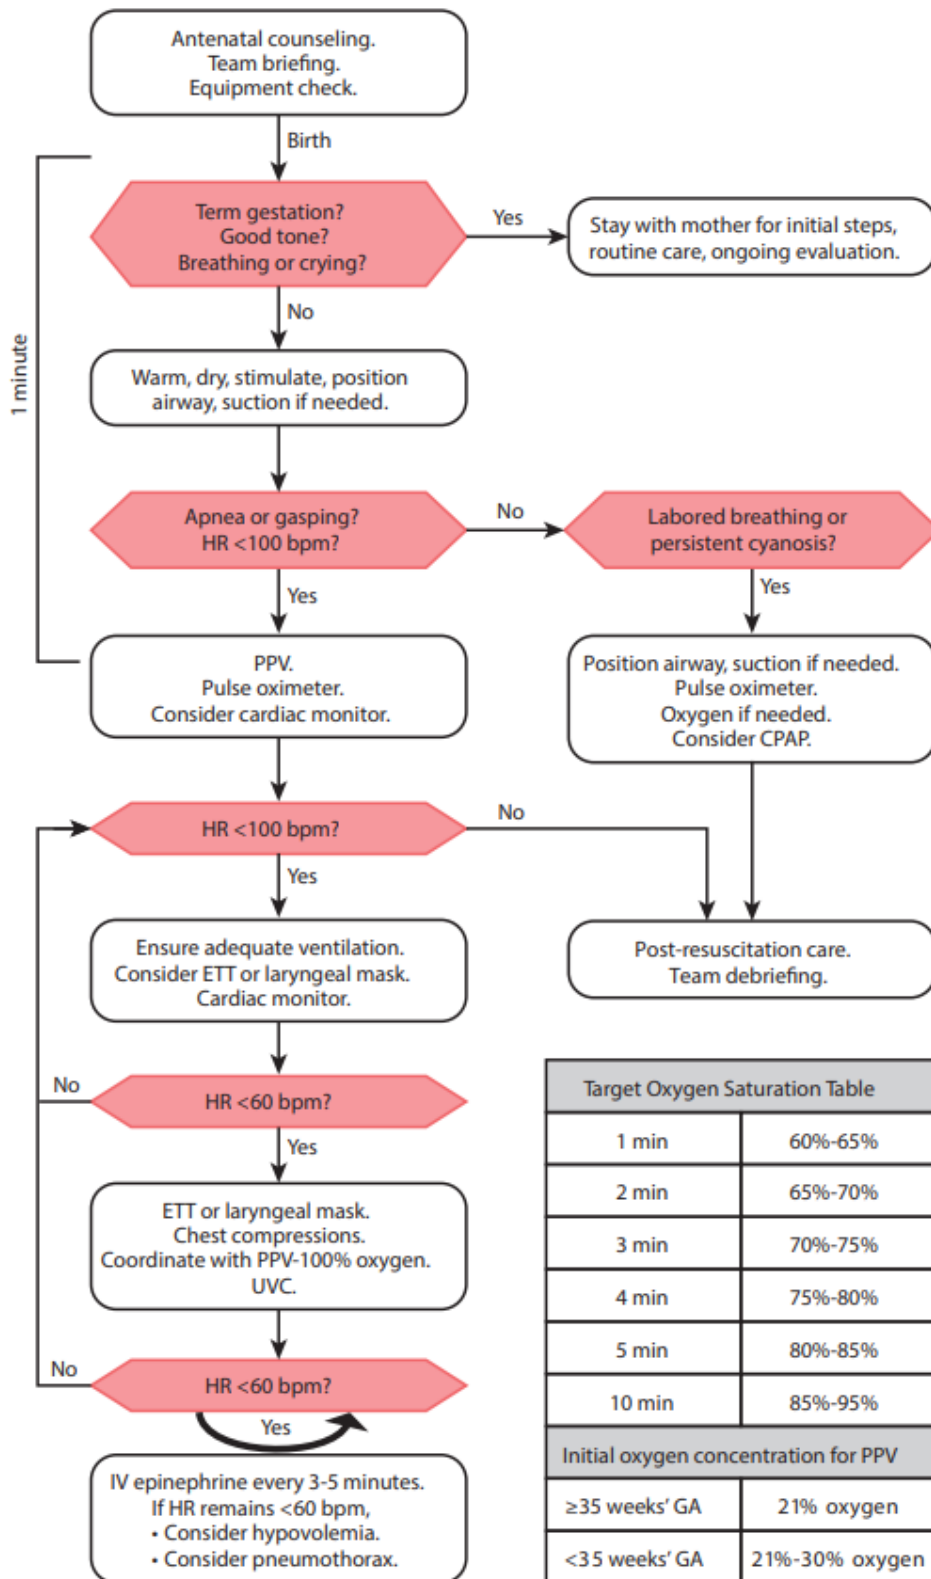 Antenatal counseling.
Team briefing.
Equipment check.
Birth
1 minute
Term gestation?
Good tone?
Breathing or crying?
Yes
Stay with mother for initial steps,
routine care, ongoing evaluation.
No
Warm, dry, stimulate, position
airway, suction if needed.
Apnea or gasping?
HR <100 bpm?
No
Labored breathing or
persistent cyanosis?
Yes
Yes
PPV.
Pulse oximeter.
Consider cardiac monitor.
Position airway, suction if needed.
Pulse oximeter.
Oxygen if needed.
Consider CPAP.
HR <100 bpm?
No
Yes
Ensure adequate ventilation.
Consider ETT or laryngeal mask.
Cardiac monitor.
Post-resuscitation care.
Team debriefing.
No
HR <60 bpm?
Yes
ETT or laryngeal mask.
Chest compressions.
Coordinate with PPV-100% oxygen.
UVC.
No
HR <60 bpm?
Yes
IV epinephrine every 3-5 minutes.
If HR remains <60 bpm,
• Consider hypovolemia.
• Consider pneumothorax.
Target Oxygen Saturation Table
1 min 60%-65%
2 min 65%-70%
3 min 70%-75%
4 min 75%-80%
5 min 80%-85%
10 min 85%-95%
Initial oxygen concentration for PPV
≥35 weeks' GA 21% oxygen
<35 weeks' GA 21%-30% oxygen